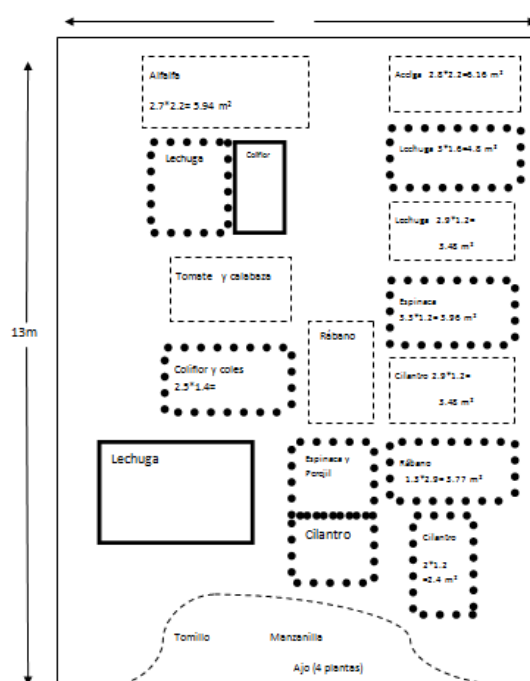 Alfalfa
2.7*2.2= 5.94 m²
Acelga 2.8*2.2=6.16 m²
Lechuga
Coliflor
Lechuga 3*1.6=4.8 m²
Lechuga 2.9*1.2=
3.48 m²
Tomate y calabaza
Espinaca
3.3*1.2= 3.96 m²
13m
Rábano
Coliflor y coles
2.5*1.4=
Cilantro 2.9*1.2=
3.48 m²
Lechuga
Espinaca y
Perejil
Rábano
1.3*2.9= 3.77 m²
Cilantro
Cilantro
2*1.2
=2.4 m²
Tomillo
Manzanilla
Ajo (4 plantas)